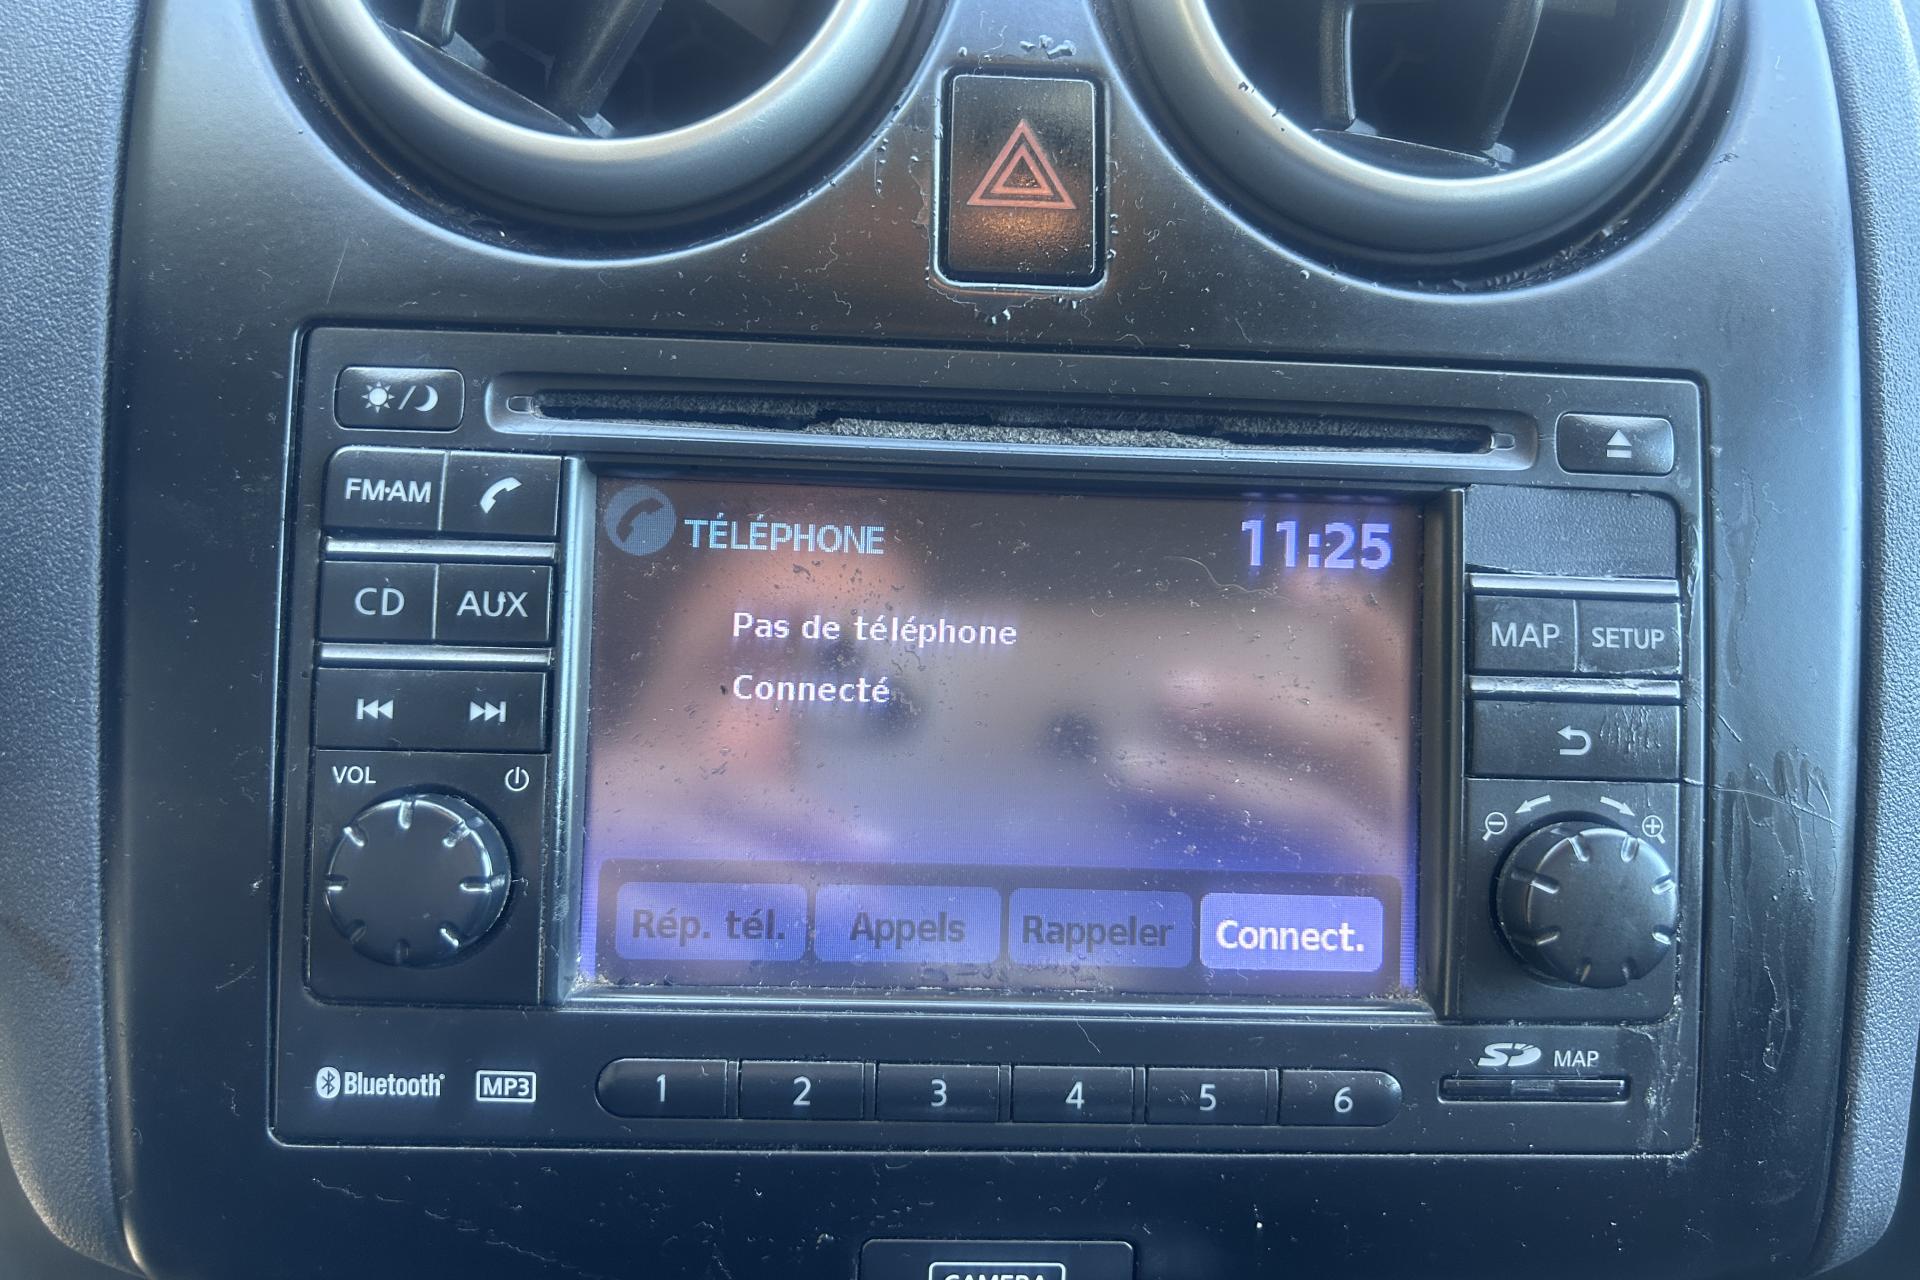 FM·AM
CD
AUX
VOL
TÉLÉPHONE
11:25
Pas de téléphone
Connecté
Rép. tél.
Appels
Rappeler
Connect.
MAP
SETUP
Bluetooth®
MP3
1
2
3
4
5
6
SD MAP
CAMERA